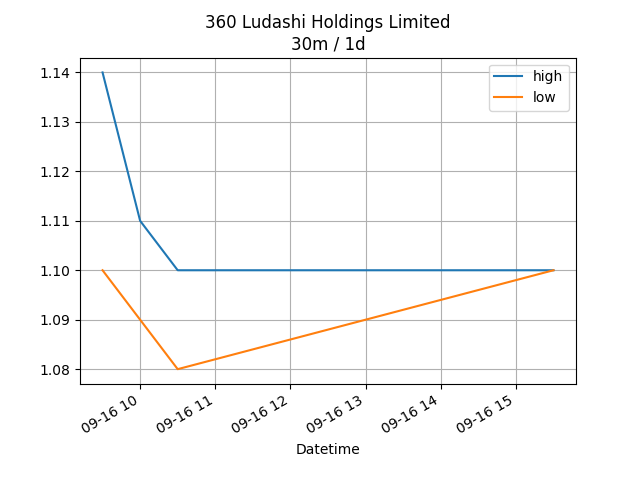 360 Ludashi Holdings Limited
30m / 1d
high
low
1.14
1.13
1.12
1.11
1.10
1.09
1.08
09-16 10
09-16 11
09-16 12
09-16 13
09-16 14
09-16 15
Datetime